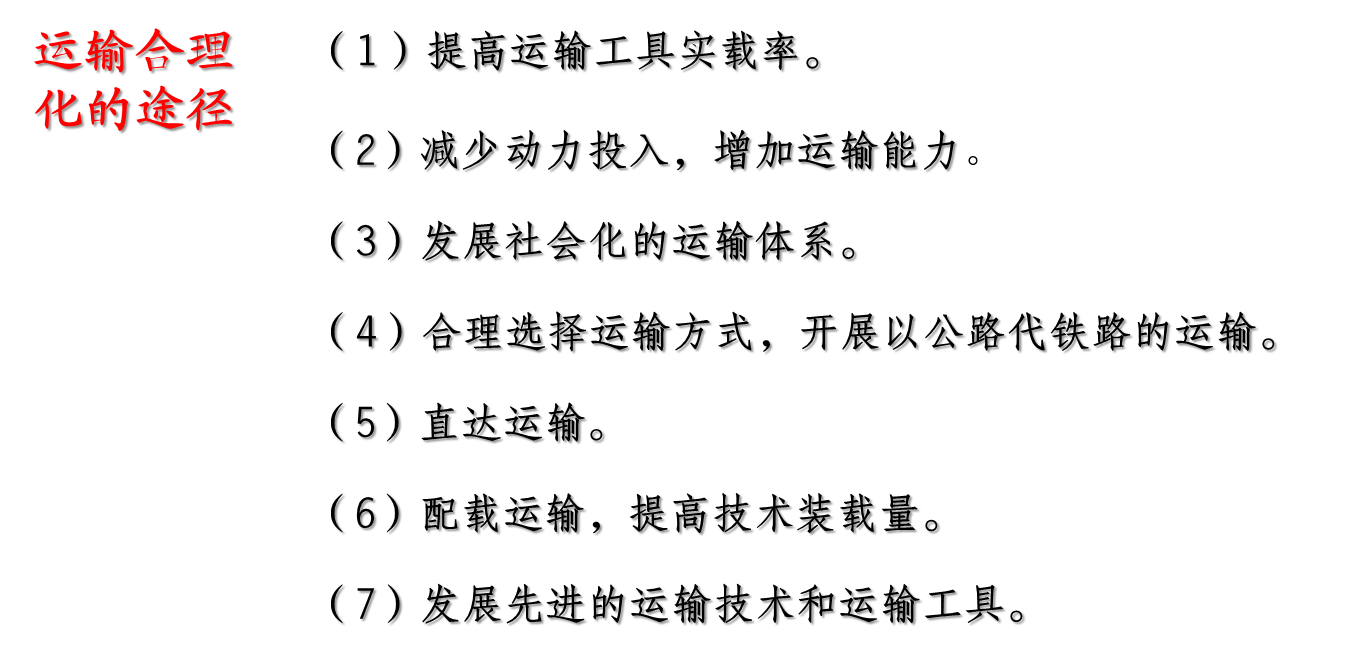 运输合理
化的途径
（1）提高运输工具实载率。
（2）减少动力投入，增加运输能力。
（3）发展社会化的运输体系。
（4）合理选择运输方式，开展以公路代铁路的运输。
（5）直达运输。
（6）配载运输，提高技术装载量。
（7）发展先进的运输技术和运输工具。